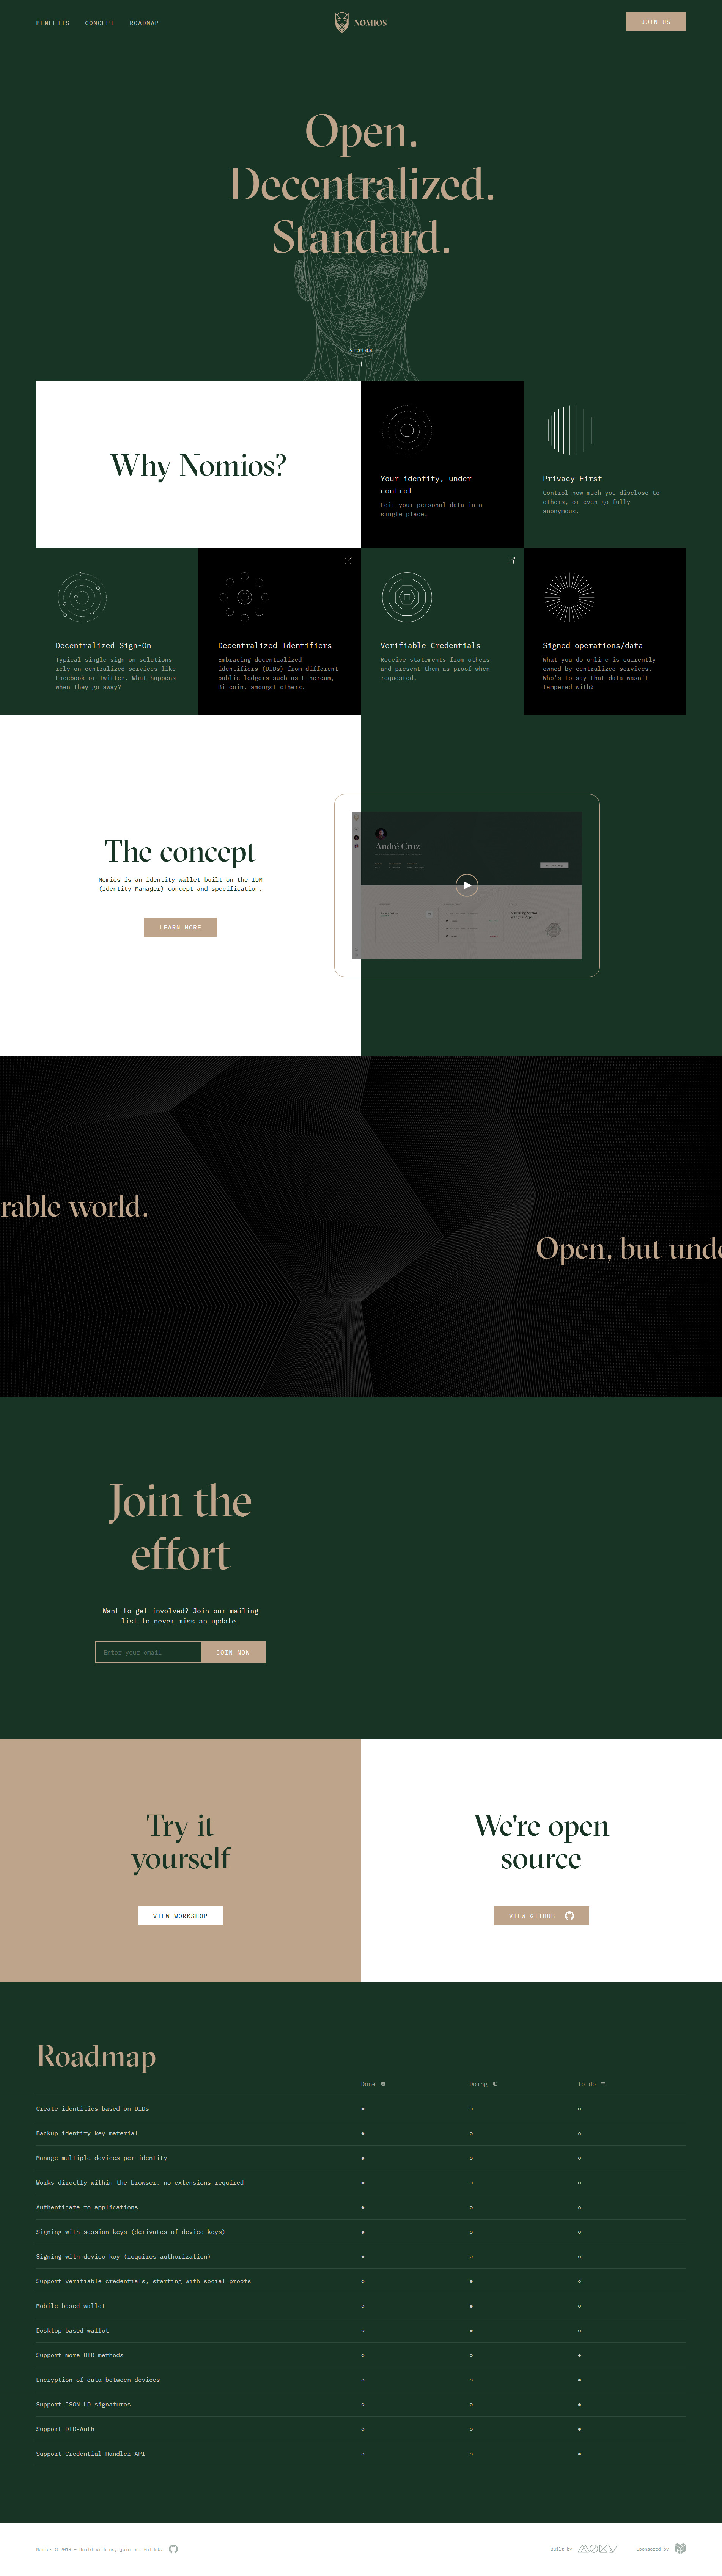 BENEFITS CONCEPT ROADMAP
NOMIOS
JOIN US
Open.
Decentralized.
Standard.
VISION
Why Nomios?
Your identity, under
control
Edit your personal data in a
single place.
Privacy First
Control how much you disclose to
others, or even go fully
anonymous.
Decentralized Sign-On
Typical single sign on solutions
rely on centralized services like
Facebook or Twitter. What happens
when they go away?
Decentralized Identifiers
Embracing decentralized
identifiers (DIDs) from different
public ledgers such as Ethereum,
Bitcoin, amongst others.
Verifiable Credentials
Receive statements from others
and present them as proof when
requested.
Signed operations/data
What you do online is currently
owned by centralized services.
Who's to say that data wasn't
tampered with?
The concept
Nomios is an identity wallet built on the IDM
(Identity Manager) concept and specification.
LEARN MORE
André Cruz
rable world.
Open, but unde
Join the
effort
Want to get involved? Join our mailing
list to never miss an update.
Enter your email
JOIN NOW
Try it
yourself
VIEW WORKSHOP
We're open
source
VIEW GITHUB
Roadmap
Done Doing To do
Create identities based on DIDs
Backup identity key material
Manage multiple devices per identity
Works directly within the browser, no extensions required
Authenticate to applications
Signing with session keys (derivates of device keys)
Signing with device key (requires authorization)
Support verifiable credentials, starting with social proofs
Mobile based wallet
Desktop based wallet
Support more DID methods
Encryption of data between devices
Support JSON-LD signatures
Support DID-Auth
Support Credential Handler API
Nomios © 2019 – Build with us, join our GitHub.
Built by
Sponsored by